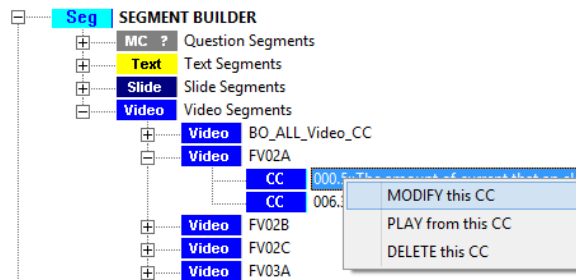 Seg SEGMENT BUILDER
MC ? Question Segments
Text Text Segments
Slide Slide Segments
Video Video Segments
Video BO_ALL_Video_CC
Video FV02A
CC 000.5:The amount of current that an
CC 006.
MODIFY this CC
PLAY from this CC
DELETE this CC
Video FV02B
Video FV02C
Video FV03A